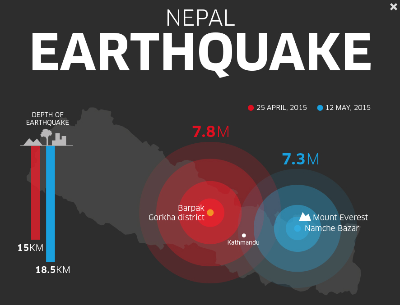 NEPAL
EARTHQUAKE
25 APRIL, 2015
12 MAY, 2015
DEPTH OF
EARTHQUAKE
7.8M
7.3M
Barpak
Gorkha district
Mount Everest
Namche Bazar
Kathmandu
15KM
18.5KM